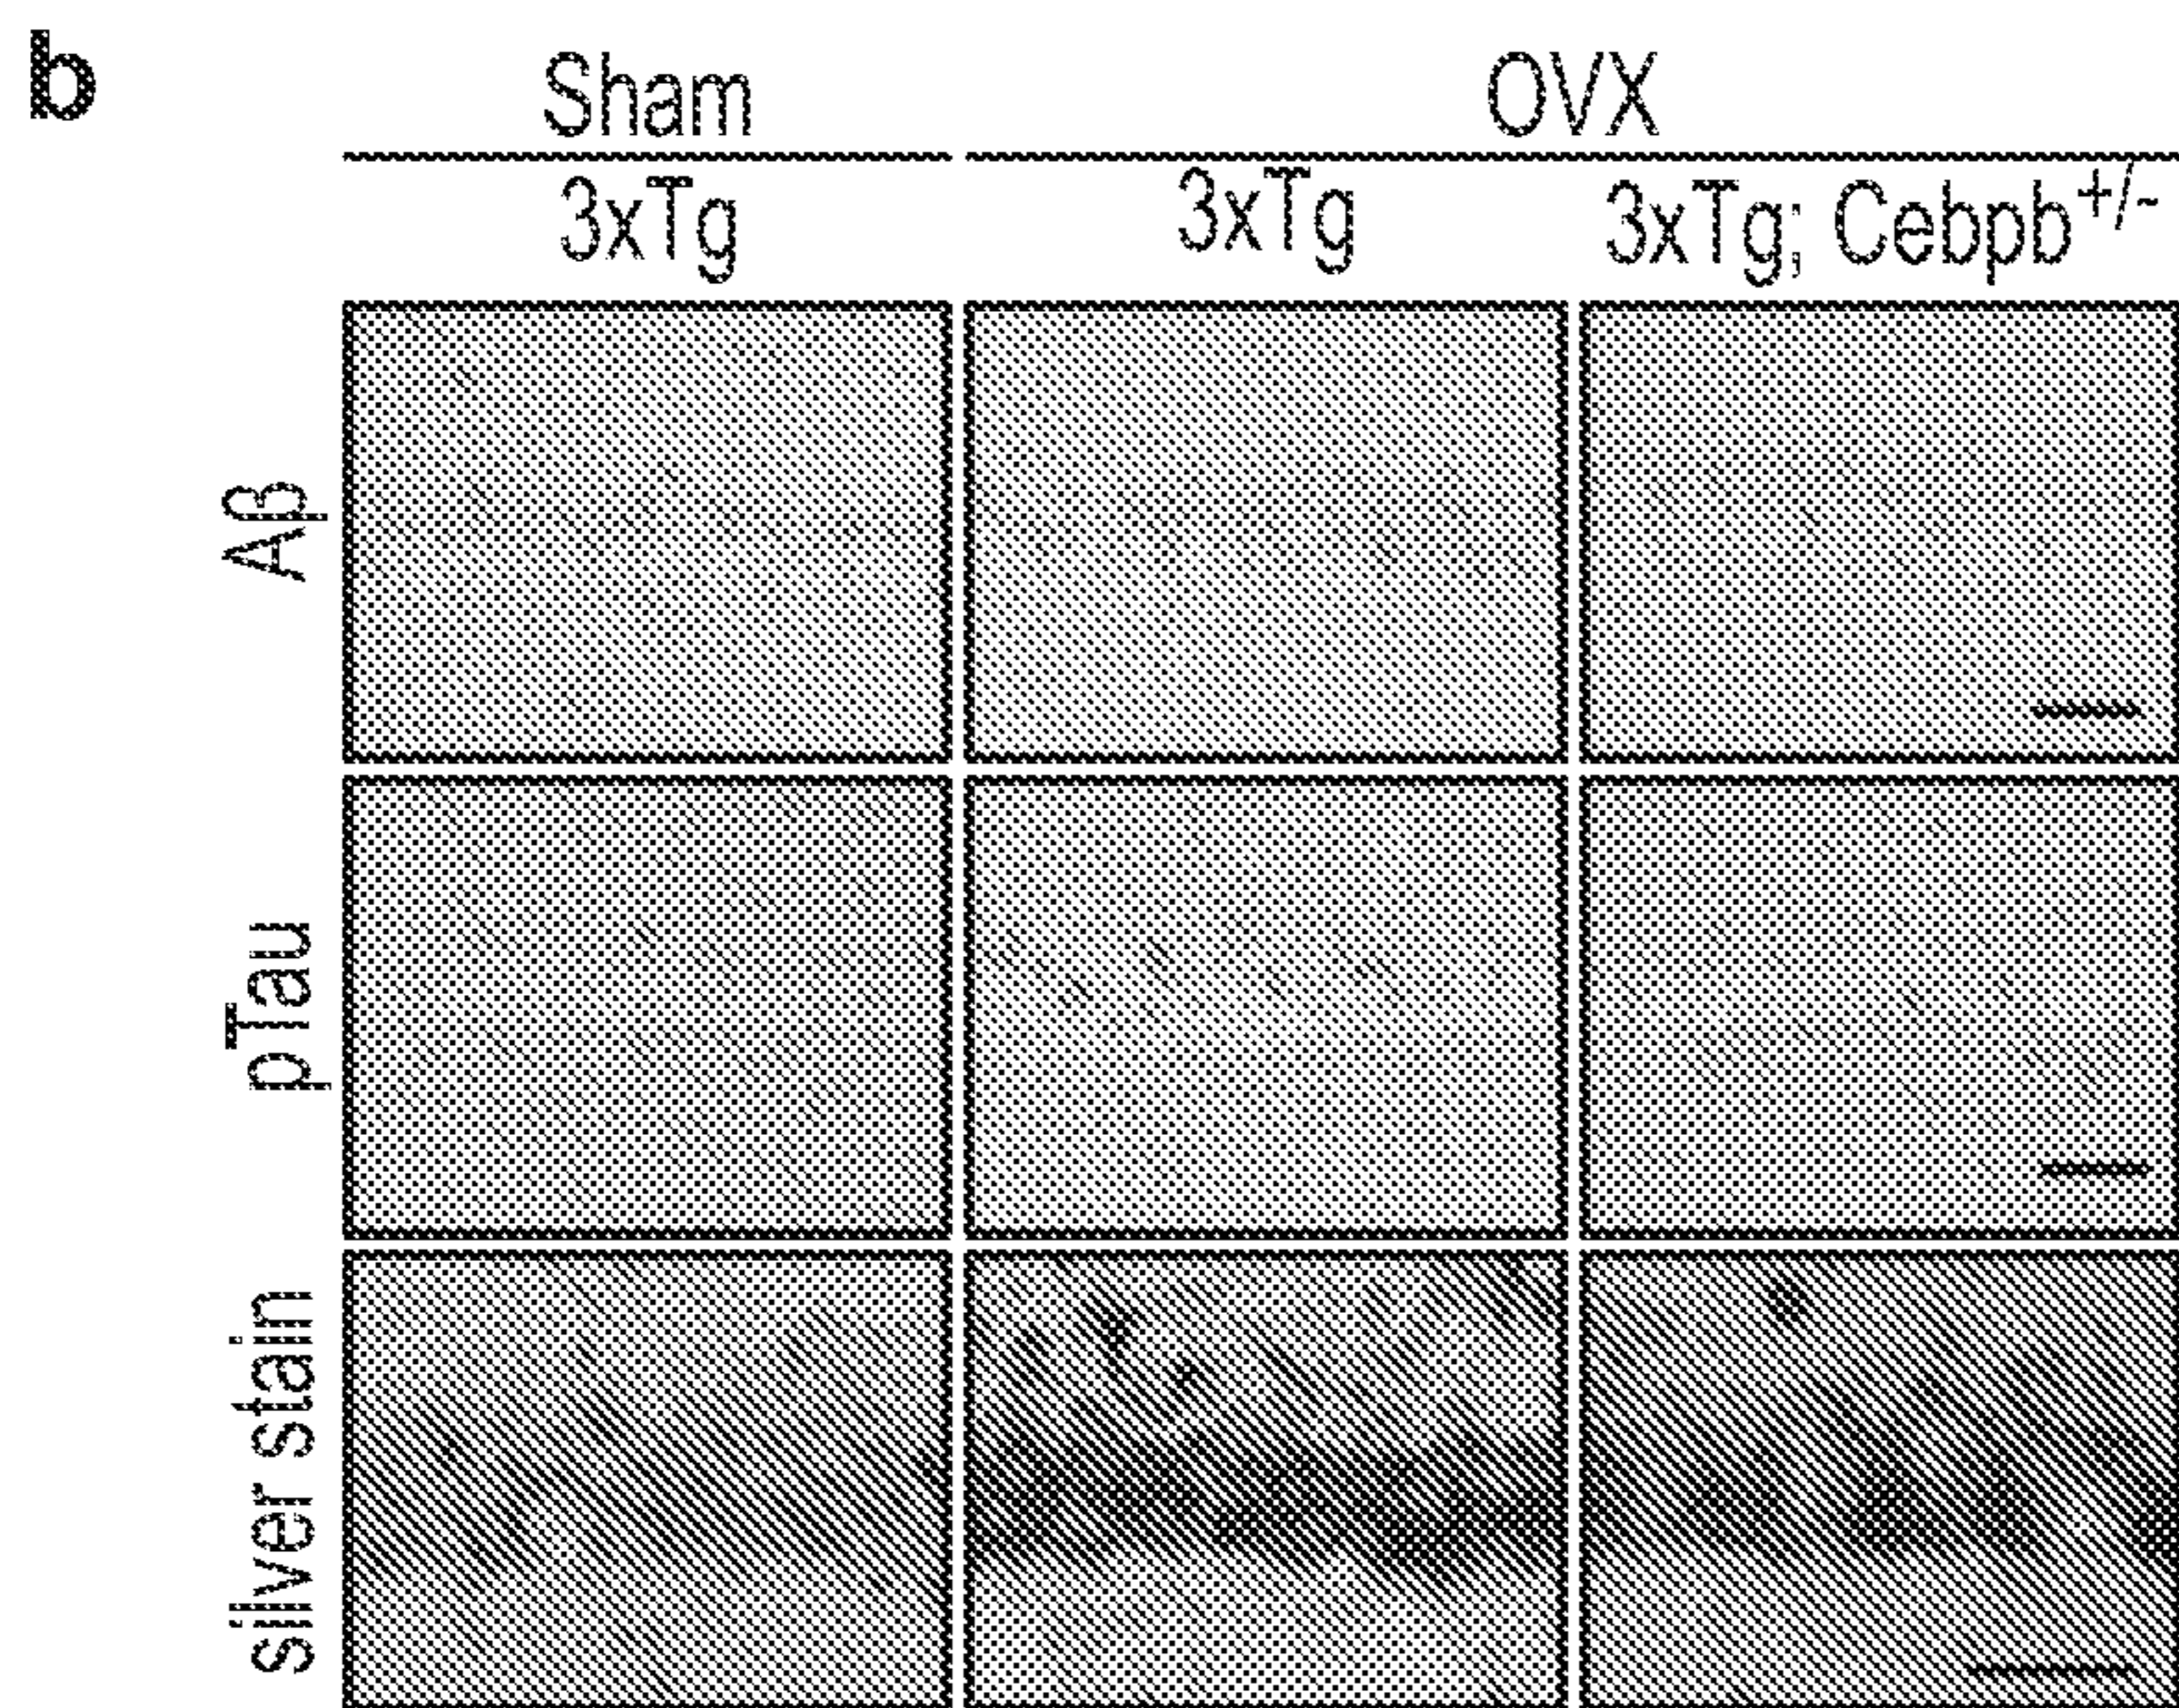 b
Sham OVX
3xTg 3xTg 3xTg; Cebpb+/-
Aβ
pTau
silver stain